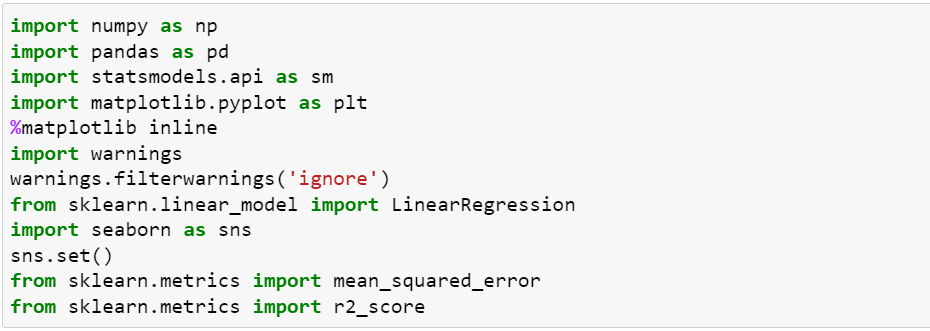 import numpy as np
import pandas as pd
import statsmodels.api as sm
import matplotlib.pyplot as plt
%matplotlib inline
import warnings
warnings.filterwarnings('ignore')
from sklearn.linear_model import LinearRegression
import seaborn as sns
sns.set()
from sklearn.metrics import mean_squared_error
from sklearn.metrics import r2_score